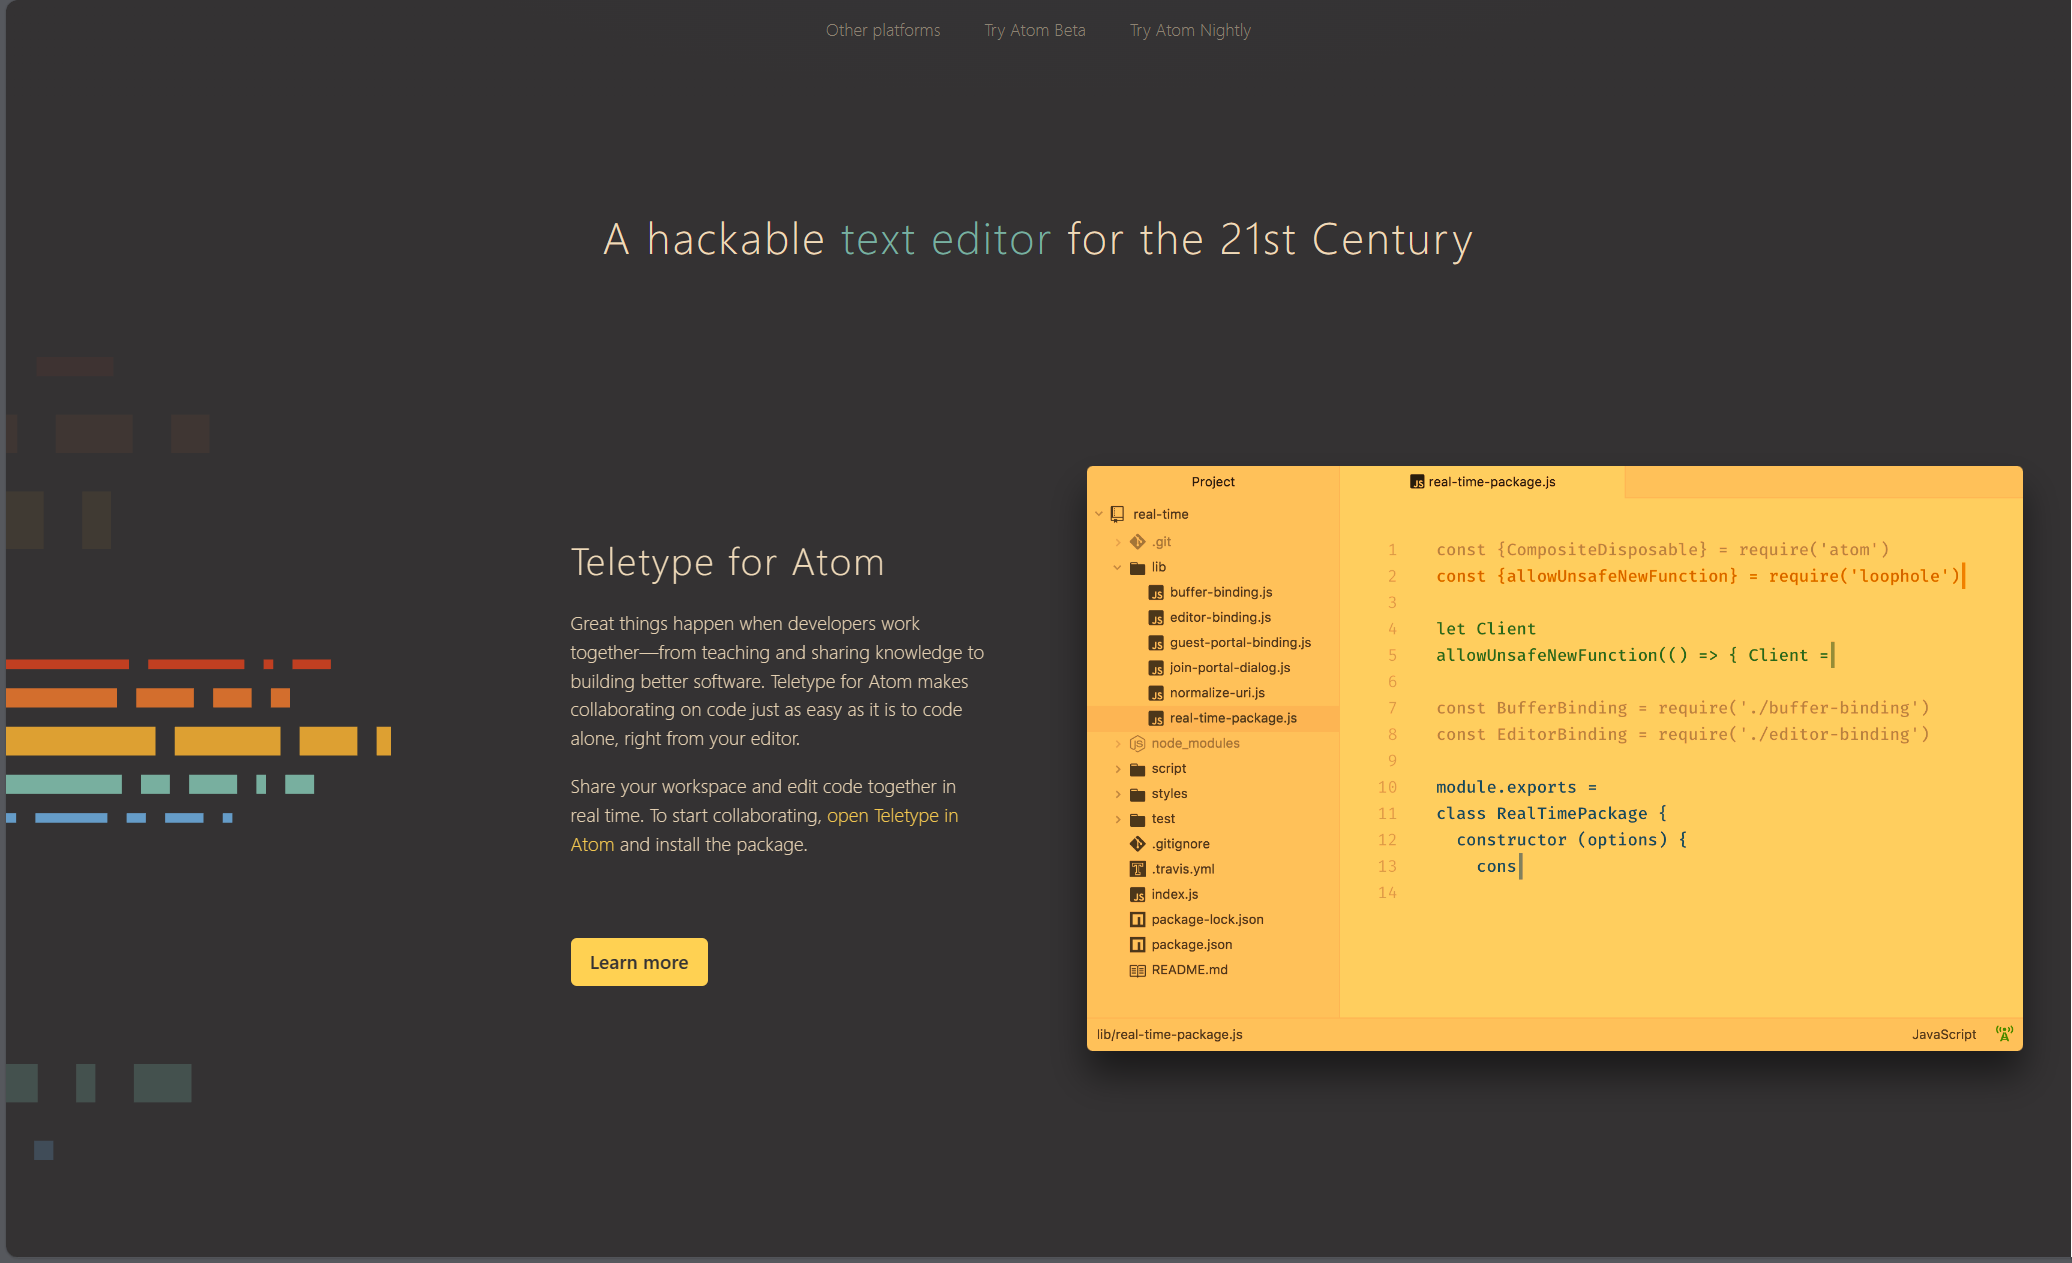 Other platforms Try Atom Beta Try Atom Nightly
A hackable text editor for the 21st Century
Teletype for Atom
Great things happen when developers work
together—from teaching and sharing knowledge to
building better software. Teletype for Atom makes
collaborating on code just as easy as it is to code
alone, right from your editor.
Share your workspace and edit code together in
real time. To start collaborating, open Teletype in
Atom and install the package.
Learn more
Project
real-time
.git
lib
buffer-binding.js
editor-binding.js
guest-portal-binding.js
join-portal-dialog.js
normalize-uri.js
real-time-package.js
node_modules
script
styles
test
.gitignore
.travis.yml
index.js
package-lock.json
package.json
README.md
real-time-package.js
1 const {CompositeDisposable} = require('atom')
2 const {allowUnsafeNewFunction} = require('loophole')
3
4 let Client
5 allowUnsafeNewFunction(() => { Client =
6
7 const BufferBinding = require('./buffer-binding')
8 const EditorBinding = require('./editor-binding')
9
10 module.exports =
11 class RealTimePackage {
12 constructor (options) {
13 cons
14
lib/real-time-package.js JavaScript